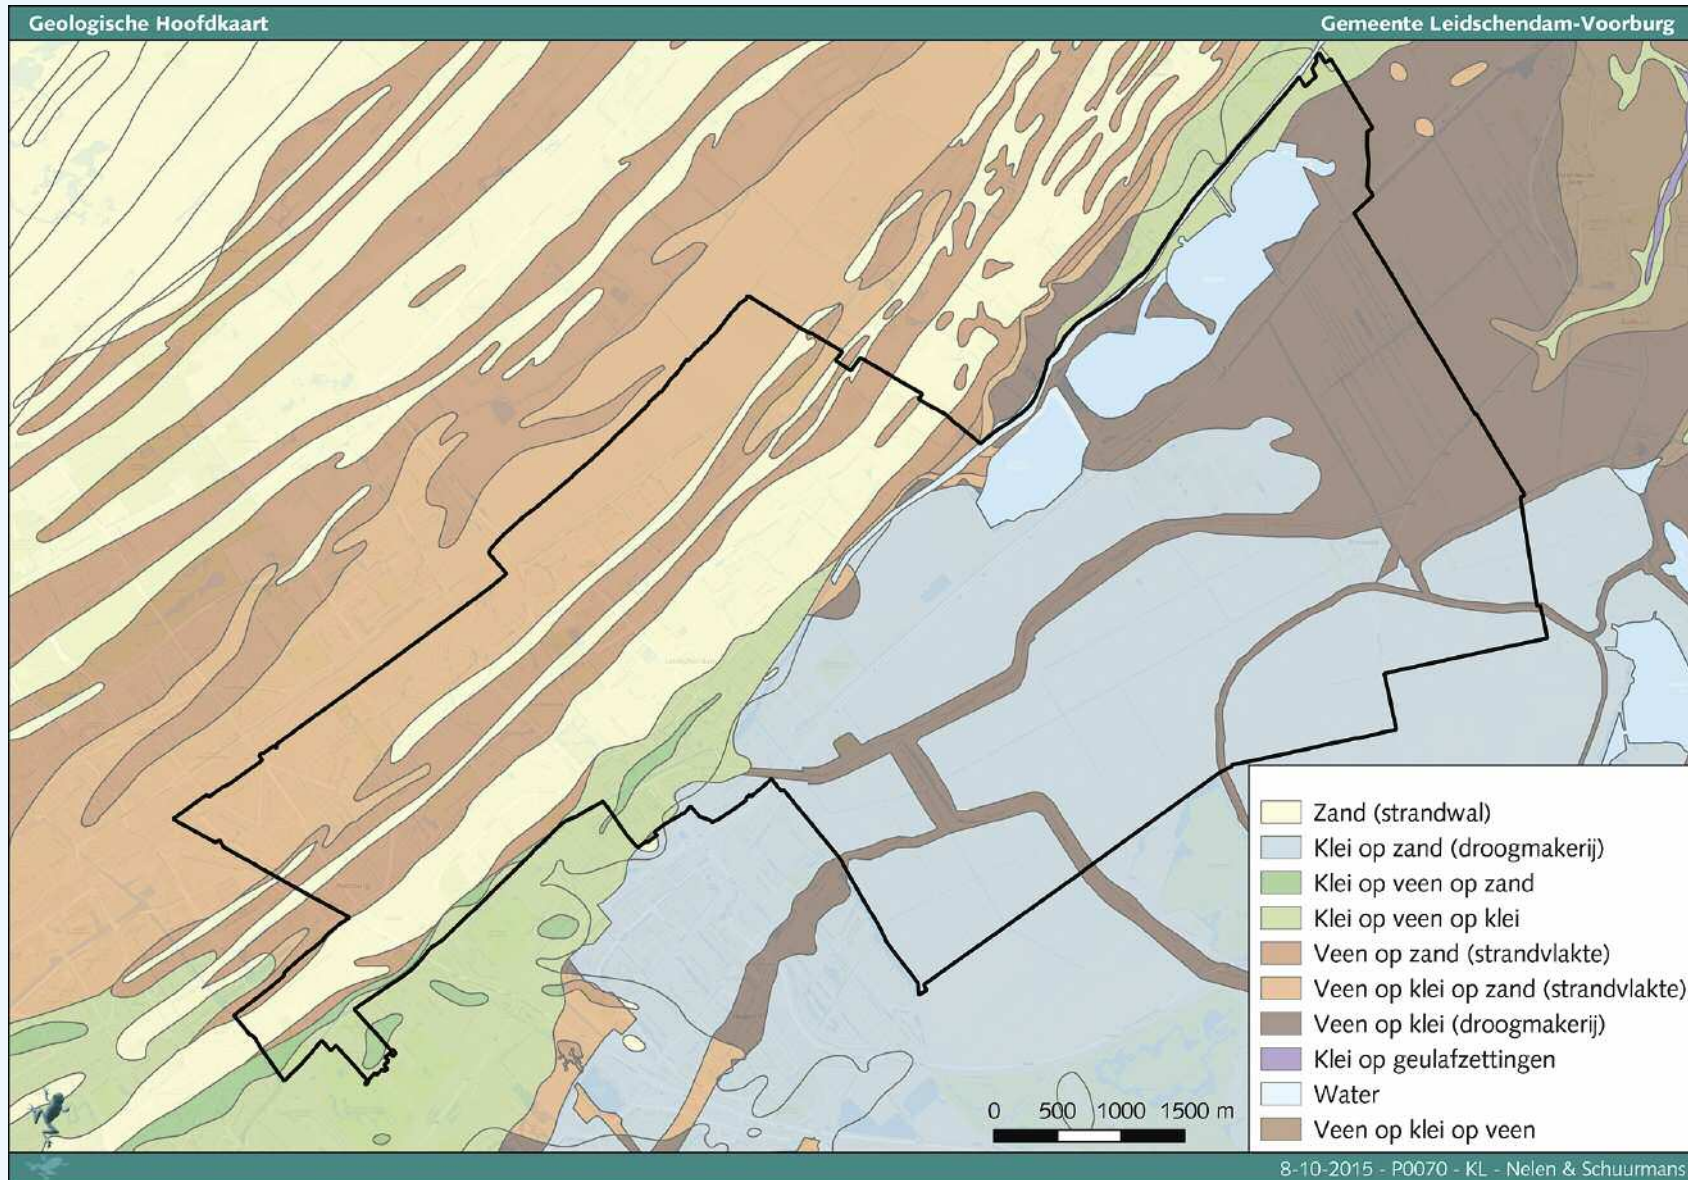 Geologische Hoofdkaart
Gemeente Leidschendam-Voorburg
Zand (strandwal)
Klei op zand (droogmakerij)
Klei op veen op zand
Klei op veen op klei
Veen op zand (strandvlakte)
Veen op klei op zand (strandvlakte)
Veen op klei (droogmakerij)
Klei op geulafzettingen
Water
Veen op klei op veen
0 500 1000 1500 m
8-10-2015 - P0070 - KL - Nelen & Schuurmans